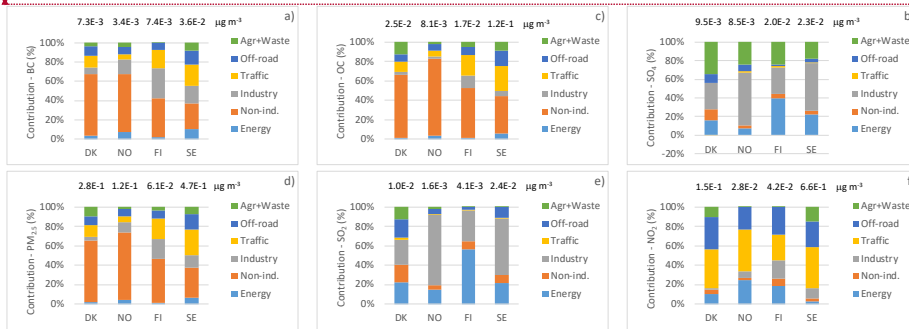 7.3E-3 3.4E-3 7.4E-3 3.6E-2 µg m-3 a)
Contribution - BC (%)
100%
80%
60%
40%
20%
0%
DK NO FI SE
Agr+Waste
Off-road
Traffic
Industry
Non-ind.
Energy
2.5E-2 8.1E-3 1.7E-2 1.2E-1 µg m-3 c)
Contribution - OC (%)
100%
80%
60%
40%
20%
0%
DK NO FI SE
Agr+Waste
Off-road
Traffic
Industry
Non-ind.
Energy
9.5E-3 8.5E-3 2.0E-2 2.3E-2 µg m-3 b
Contribution - SO4 (%)
100%
80%
60%
40%
20%
0%
-20%
DK NO FI SE
Agr+Waste
Off-road
Traffic
Industry
Non-ind.
Energy
2.8E-1 1.2E-1 6.1E-2 4.7E-1 µg m-3 d)
Contribution - PM2.5 (%)
100%
80%
60%
40%
20%
0%
DK NO FI SE
Agr+Waste
Off-road
Traffic
Industry
Non-ind.
Energy
1.0E-2 1.6E-3 4.1E-3 2.4E-2 µg m-3 e)
Contribution - SO2 (%)
100%
80%
60%
40%
20%
0%
DK NO FI SE
Agr+Waste
Off-road
Traffic
Industry
Non-ind.
Energy
1.5E-1 2.8E-2 4.2E-2 6.6E-1 µg m-3
Contribution - NO2 (%)
100%
80%
60%
40%
20%
0%
DK NO FI SE
Agr+Waste
Off-road
Traffic
Industry
Non-ind.
Energy